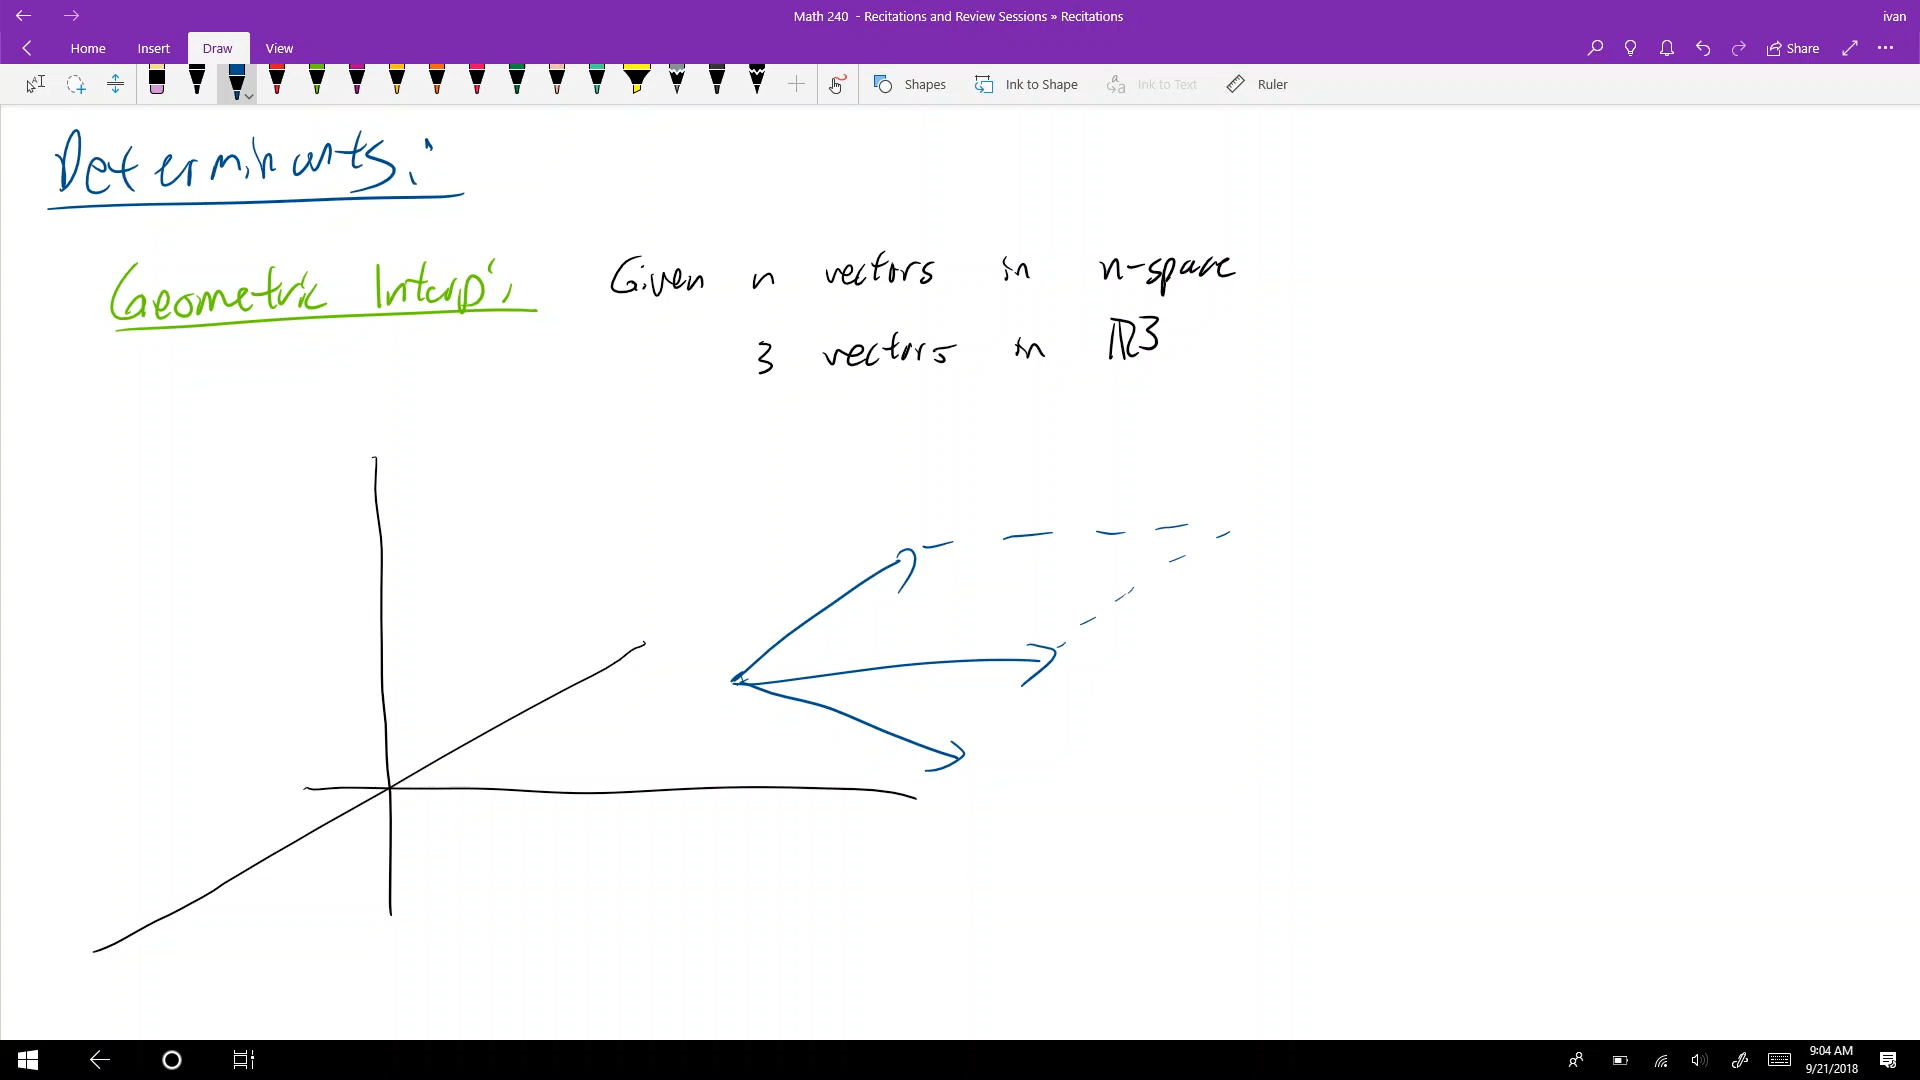 Math 240 - Recitations and Review Sessions » Recitations
ivan
Home Insert Draw View
Share
Shapes Ink to Shape Ink to Text Ruler
Determinants:
Geometric Interp: Given n vectors in n-space
3 vectors in ℝ3
9:04 AM
9/21/2018